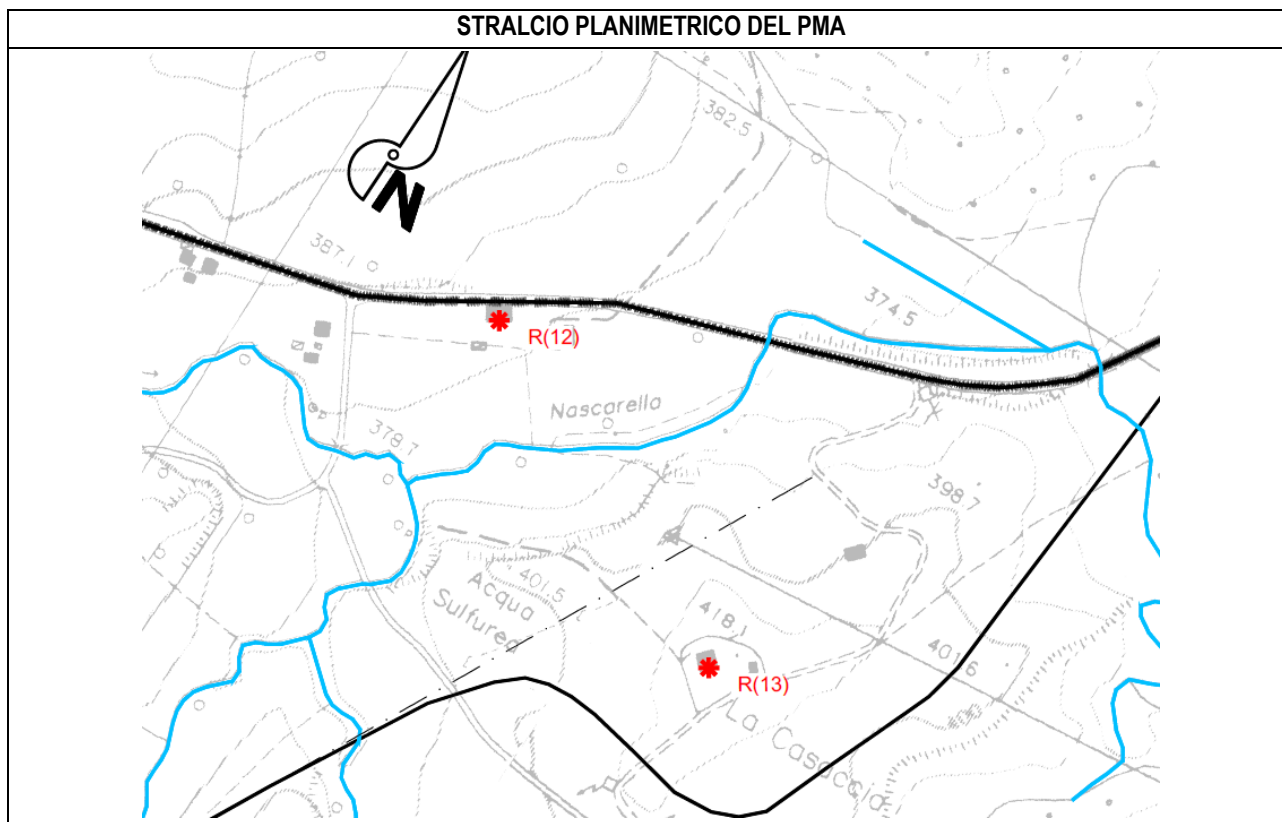 STRALCIO PLANIMETRICO DEL PMA
382.5
N
387.1
374.5
R(12)
Nascarella
378.7
398.7
401.5
Acqua
Sulfurea
418.1
401.6
R(13)
La Casaccia